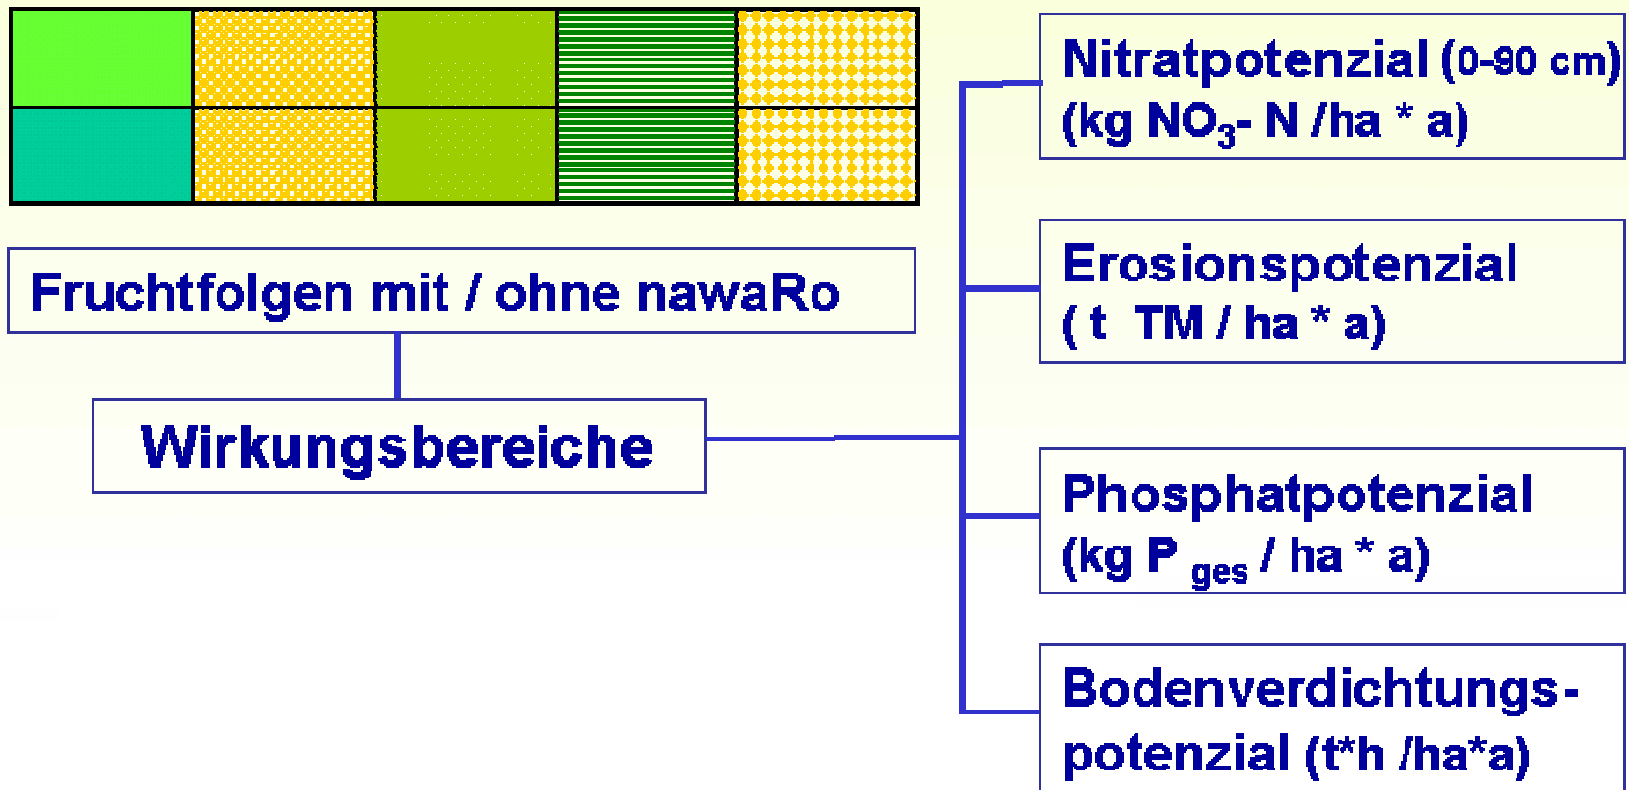 Fruchtfolgen mit / ohne nawaRo
Wirkungsbereiche
Nitratpotenzial (0-90 cm)
(kg NO₃- N /ha * a)
Erosionspotenzial
( t TM / ha * a)
Phosphatpotenzial
(kg P ges / ha * a)
Bodenverdichtungs-
potenzial (t*h /ha*a)